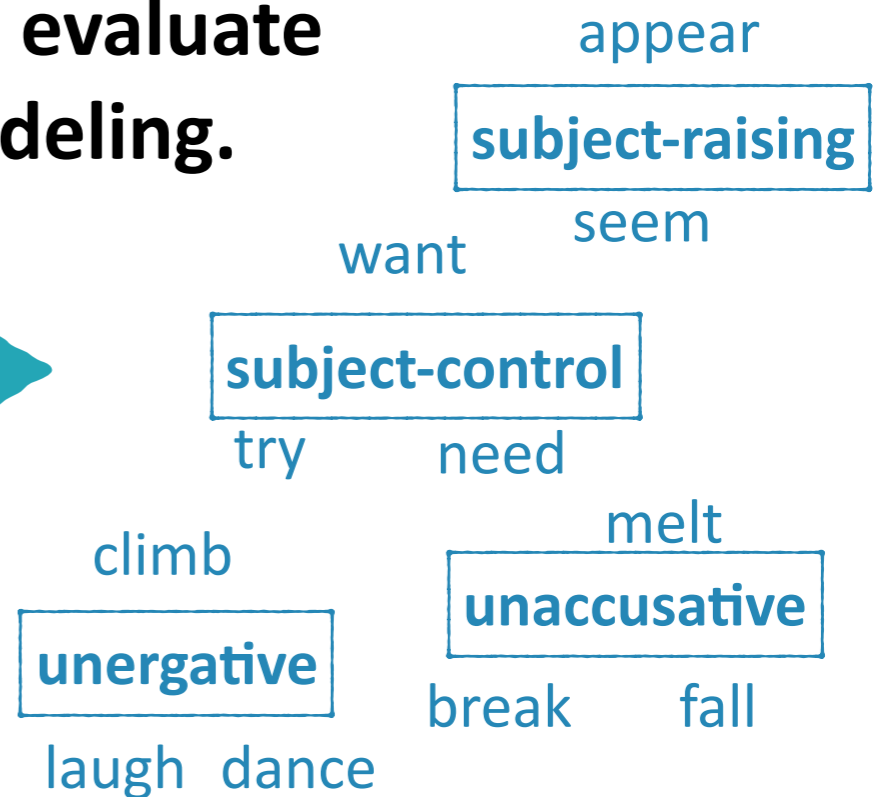 evaluate
deling.
appear
subject-raising
seem
want
subject-control
try need
melt
unaccusative
break fall
climb
unergative
laugh dance